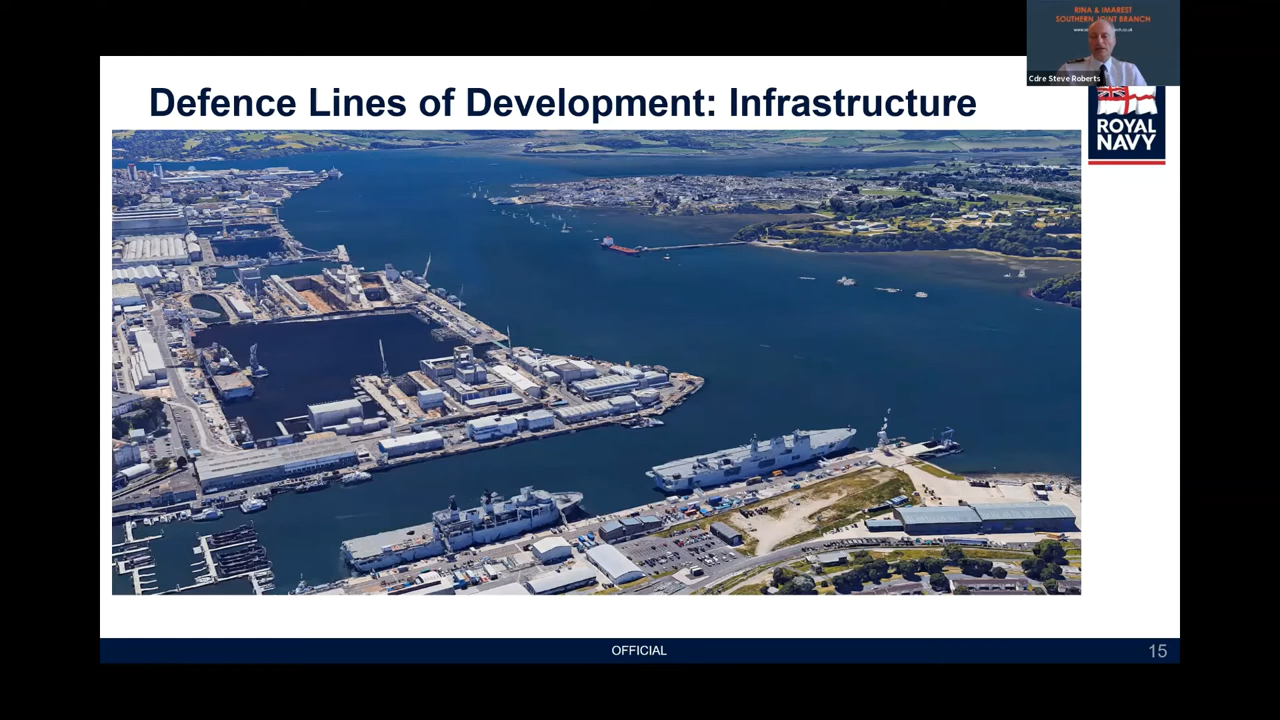 RINA & IMAREST
SOUTHERN JOINT BRANCH
Cdre Steve Roberts
Defence Lines of Development: Infrastructure
ROYAL
NAVY
OFFICIAL
15